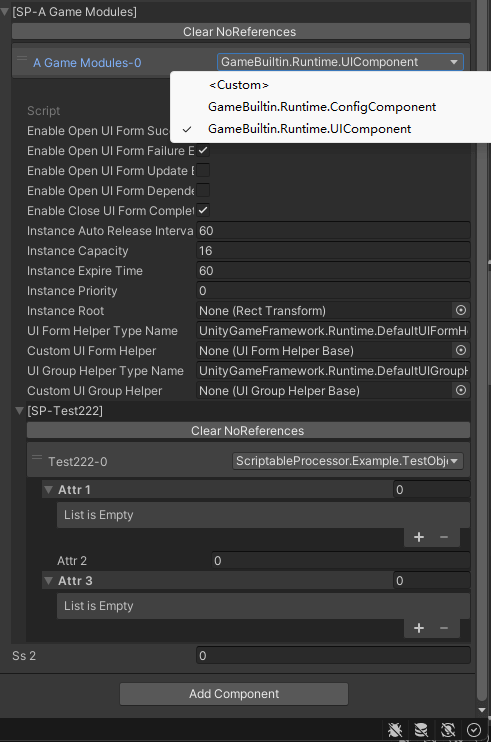 [SP-A Game Modules]
Clear NoReferences
A Game Modules-0
GameBuiltin.Runtime.UIComponent
<Custom>
GameBuiltin.Runtime.ConfigComponent
GameBuiltin.Runtime.UIComponent
Script
Enable Open UI Form Suc
Enable Open UI Form Failure E
Enable Open UI Form Update E
Enable Open UI Form Depende
Enable Close UI Form Complet
Instance Auto Release Interva 60
Instance Capacity 16
Instance Expire Time 60
Instance Priority 0
Instance Root None (Rect Transform)
UI Form Helper Type Name UnityGameFramework.Runtime.DefaultUIFormHe
Custom UI Form Helper None (UI Form Helper Base)
UI Group Helper Type Name UnityGameFramework.Runtime.DefaultUIGroupH
Custom UI Group Helper None (UI Group Helper Base)
[SP-Test222]
Clear NoReferences
Test222-0 ScriptableProcessor.Example.TestObje
Attr 1 0
List is Empty
+ −
Attr 2 0
Attr 3 0
List is Empty
+ −
Ss 2 0
Add Component